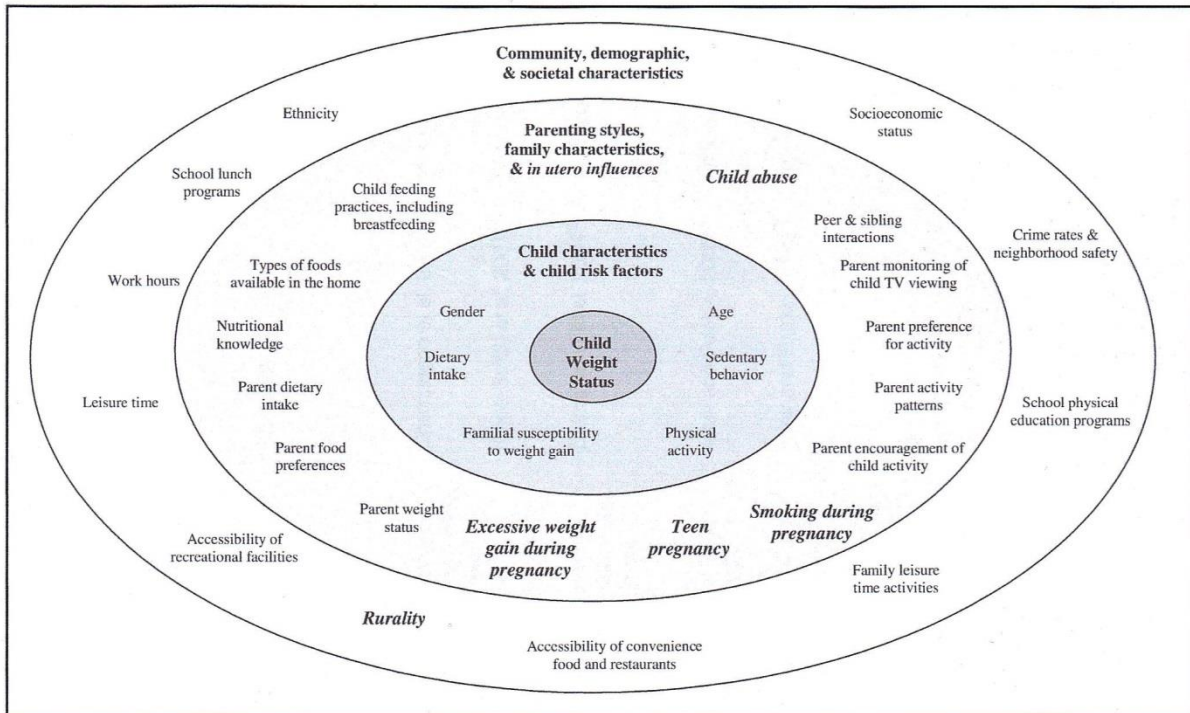 Community, demographic,
& societal characteristics
Ethnicity
Socioeconomic
status
Parenting styles,
family characteristics,
& in utero influences
School lunch
programs
Child abuse
Child feeding
practices, including
breastfeeding
Peer & sibling
interactions
Crime rates &
neighborhood safety
Child characteristics
& child risk factors
Work hours
Types of foods
available in the home
Parent monitoring of
child TV viewing
Gender
Age
Nutritional
knowledge
Child
Weight
Status
Parent preference
for activity
Dietary
intake
Sedentary
behavior
Leisure time
Parent dietary
intake
Parent activity
patterns
School physical
education programs
Familial susceptibility
to weight gain
Physical
activity
Parent food
preferences
Parent encouragement of
child activity
Parent weight
status
Excessive weight
gain during
pregnancy
Teen
pregnancy
Smoking during
pregnancy
Accessibility of
recreational facilities
Family leisure
time activities
Rurality
Accessibility of convenience
food and restaurants